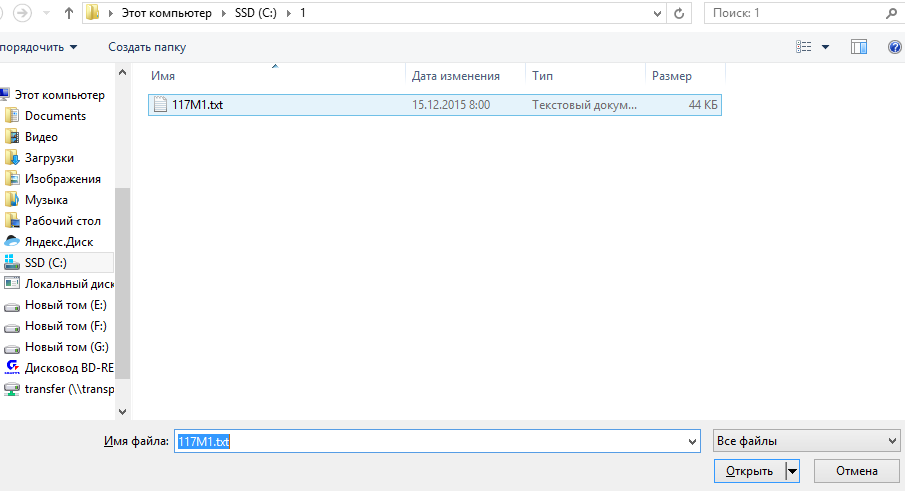 Этот компьютер SSD (C:) 1 Поиск: 1
порядочить Создать папку
Имя Дата изменения Тип Размер
117M1.txt 15.12.2015 8:00 Текстовый докум... 44 КБ
Этот компьютер
Documents
Видео
Загрузки
Изображения
Музыка
Рабочий стол
Яндекс.Диск
SSD (C:)
Локальный диск
Новый том (E:)
Новый том (F:)
Новый том (G:)
Дисковод BD-RE
transfer (\\transp
Имя файла: 117M1.txt Все файлы
Открыть Отмена